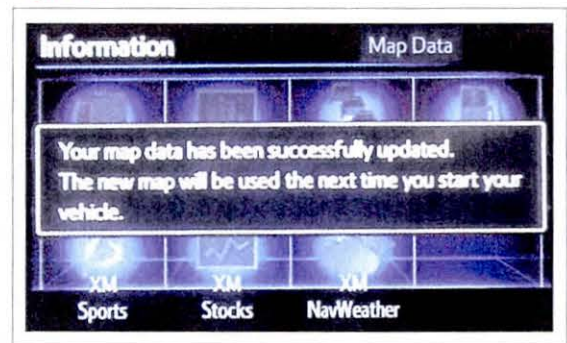 Information
Map Data
Your map data has been successfully updated.
The new map will be used the next time you start your
vehicle.
XM XM XM
Sports Stocks NavWeather